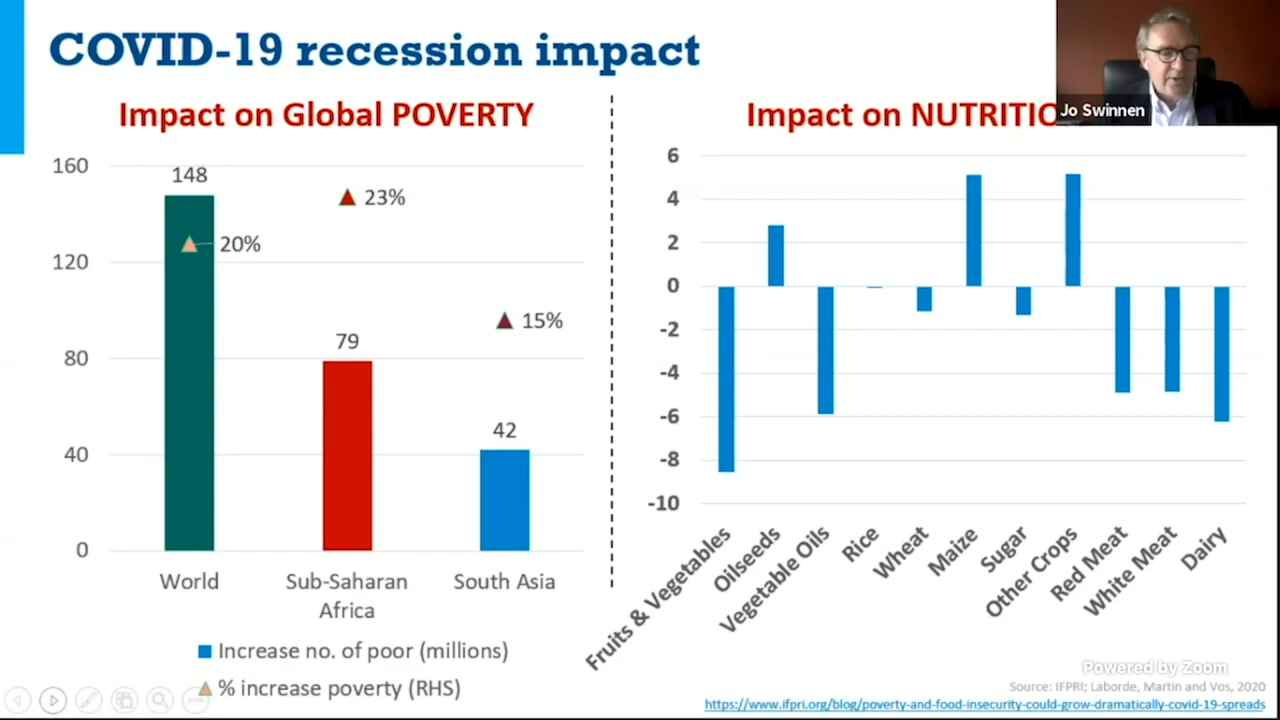 COVID-19 recession impact
Jo Swinnen
Impact on Global POVERTY
160
120
80
40
0
148
20%
79
23%
42
15%
World
Sub-Saharan
Africa
South Asia
Increase no. of poor (millions)
% increase poverty (RHS)
Impact on NUTRITIO
6
4
2
0
-2
-4
-6
-8
-10
Fruits & Vegetables
Oilseeds
Vegetable Oils
Rice
Wheat
Maize
Sugar
Other Crops
Red Meat
White Meat
Dairy
Powered by Zoom
Source: IFPRI; Laborde, Martin and Vos, 2020
https://www.ifpri.org/blog/poverty-and-food-insecurity-could-grow-dramatically-covid-19-spreads